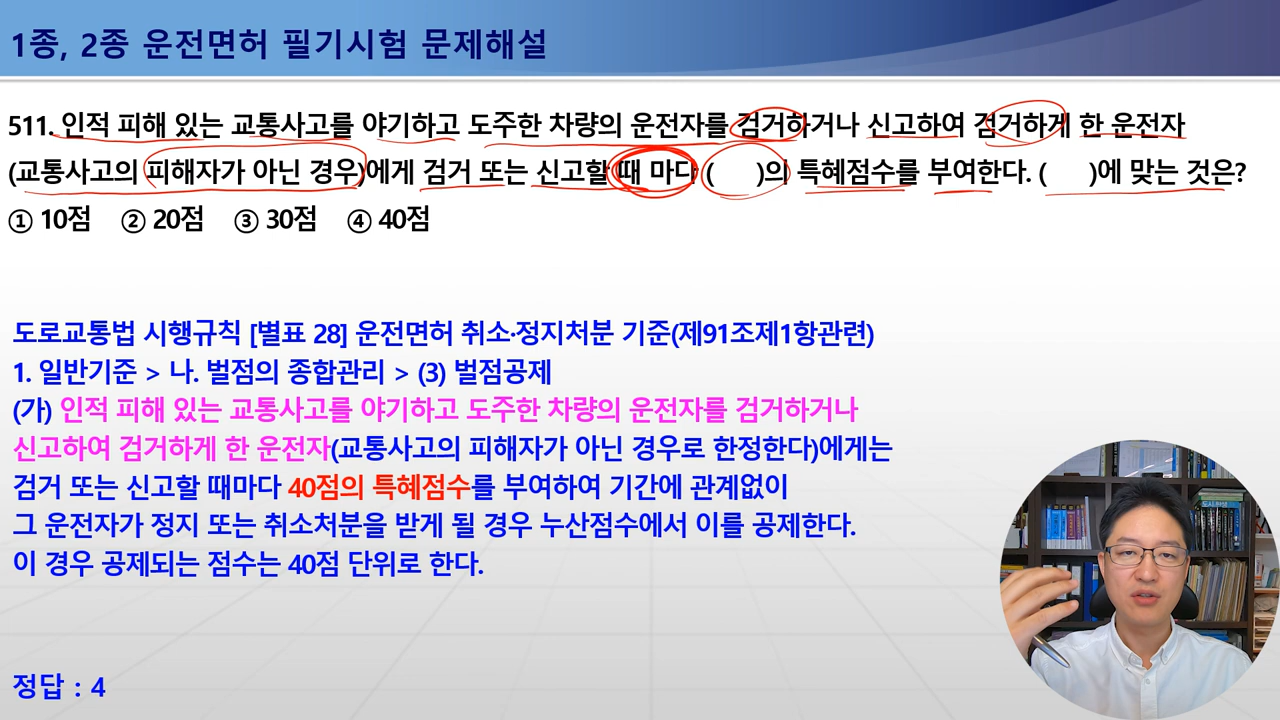 1종, 2종 운전면허 필기시험 문제해설
511. 인적 피해 있는 교통사고를 야기하고 도주한 차량의 운전자를 검거하거나 신고하여 검거하게 한 운전자
(교통사고의 피해자가 아닌 경우)에게 검거 또는 신고할 때 마다 (    )의 특혜점수를 부여한다. (    )에 맞는 것은?
① 10점 ② 20점 ③ 30점 ④ 40점
도로교통법 시행규칙 [별표 28] 운전면허 취소·정지처분 기준(제91조제1항관련)
1. 일반기준 > 나. 벌점의 종합관리 > (3) 벌점공제
(가) 인적 피해 있는 교통사고를 야기하고 도주한 차량의 운전자를 검거하거나
신고하여 검거하게 한 운전자(교통사고의 피해자가 아닌 경우로 한정한다)에게는
검거 또는 신고할 때마다 40점의 특혜점수를 부여하여 기간에 관계없이
그 운전자가 정지 또는 취소처분을 받게 될 경우 누산점수에서 이를 공제한다.
이 경우 공제되는 점수는 40점 단위로 한다.
정답 : 4